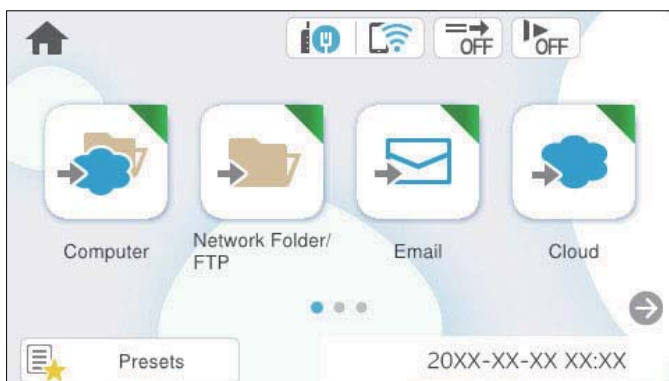 OFF
OFF
Computer
Network Folder/
FTP
Email
Cloud
Presets
20XX-XX-XX XX:XX